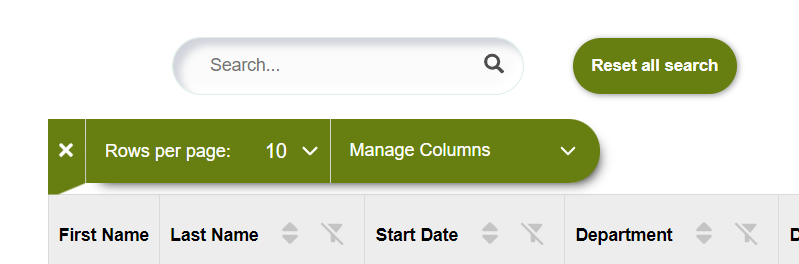 Search...
Reset all search
Rows per page: 10
Manage Columns
First Name Last Name Start Date Department